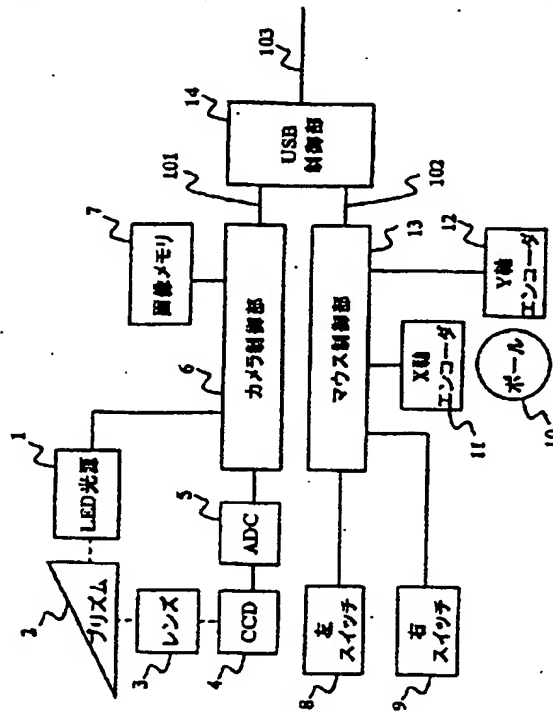 1
LED光源
2
プリズム
3
レンズ
4
CCD
5
ADC
6
カメラ制御部
7
画像メモリ
101
14
USB
制御部
103
102
13
マウス制御部
8
左
スイッチ
9
右
スイッチ
11
X軸
エンコーダ
12
Y軸
エンコーダ
10
ボール